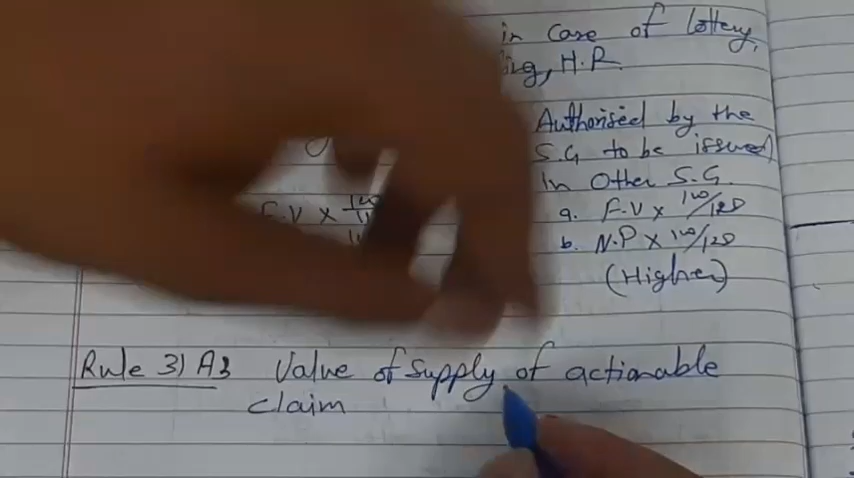 in case of lottery,
H.R.
Authorised by the
S.G to be issued
In Other S.G.
F.V x
a. F.V x 100/128
b. N.P x 100/128
(Higher)
Rule 31 A3 Value of supply of actionable
claim